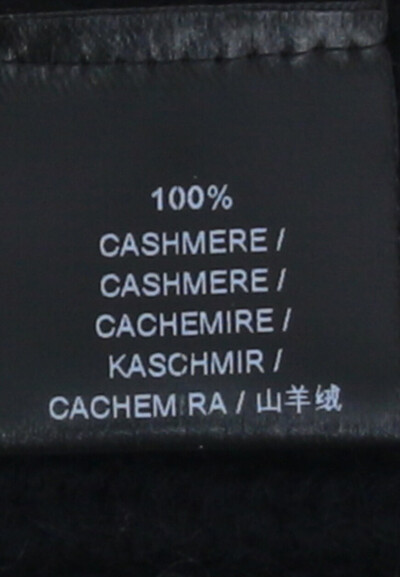 100%
CASHMERE /
CASHMERE /
CACHEMIRE /
KASCHMIR /
CACHEMIRA / 山羊绒